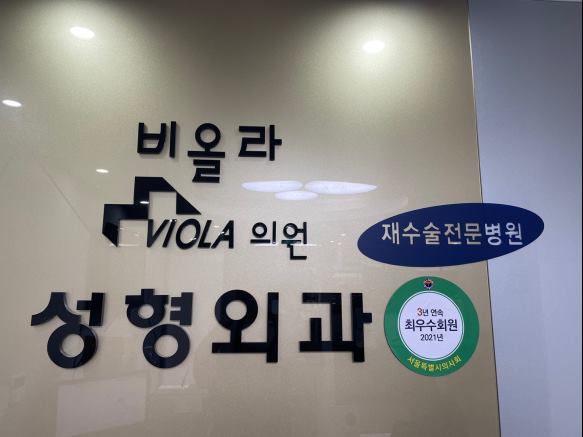 비올라
VIOLA 의원
재수술전문병원
성형외과
3년 연속
최우수회원
2021년
서울특별시의사회